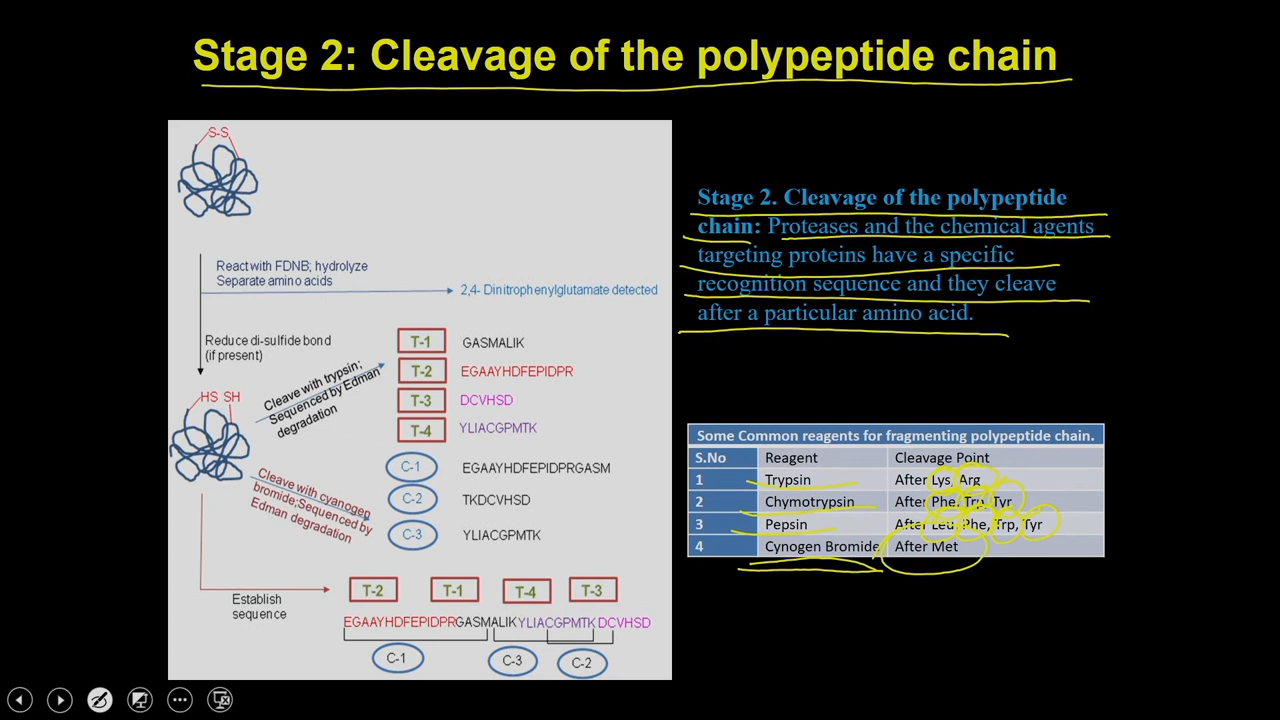 Stage 2: Cleavage of the polypeptide chain
S-S
React with FDNB; hydrolyze
Separate amino acids
2,4- Dinitrophenylglutamate detected
Reduce di-sulfide bond
(if present)
HS SH
Cleave with trypsin;
Sequenced by Edman
degradation
T-1 GASMALIK
T-2 EGAAYHDFEPIDPR
T-3 DCVHSD
T-4 YLIACGPMTK
Cleave with cyanogen
bromide;Sequenced by
Edman degradation
C-1 EGAAYHDFEPIDPRGASM
C-2 TKDCVHSD
C-3 YLIACGPMTK
Establish
sequence
T-2 T-1 T-4 T-3
EGAAYHDFEPIDPRGASMALIKYLIACGPMTKDCVHSD
C-1 C-3 C-2
Stage 2. Cleavage of the polypeptide
chain: Proteases and the chemical agents
targeting proteins have a specific
recognition sequence and they cleave
after a particular amino acid.
Some Common reagents for fragmenting polypeptide chain.
S.No Reagent Cleavage Point
1 Trypsin After Lys, Arg
2 Chymotrypsin After Phe, Trp, Tyr
3 Pepsin After Leu, Phe, Trp, Tyr
4 Cynogen Bromide After Met